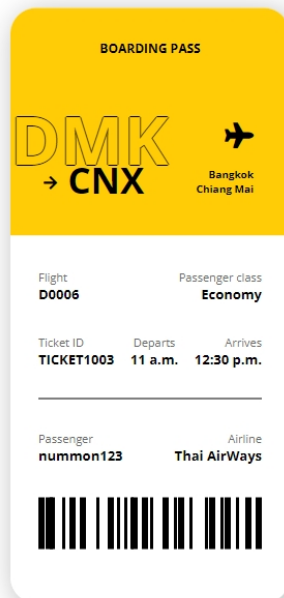 BOARDING PASS
DMK
→ CNX
Bangkok
Chiang Mai
Flight Passenger class
D0006 Economy
Ticket ID Departs Arrives
TICKET1003 11 a.m. 12:30 p.m.
Passenger Airline
nummon123 Thai AirWays